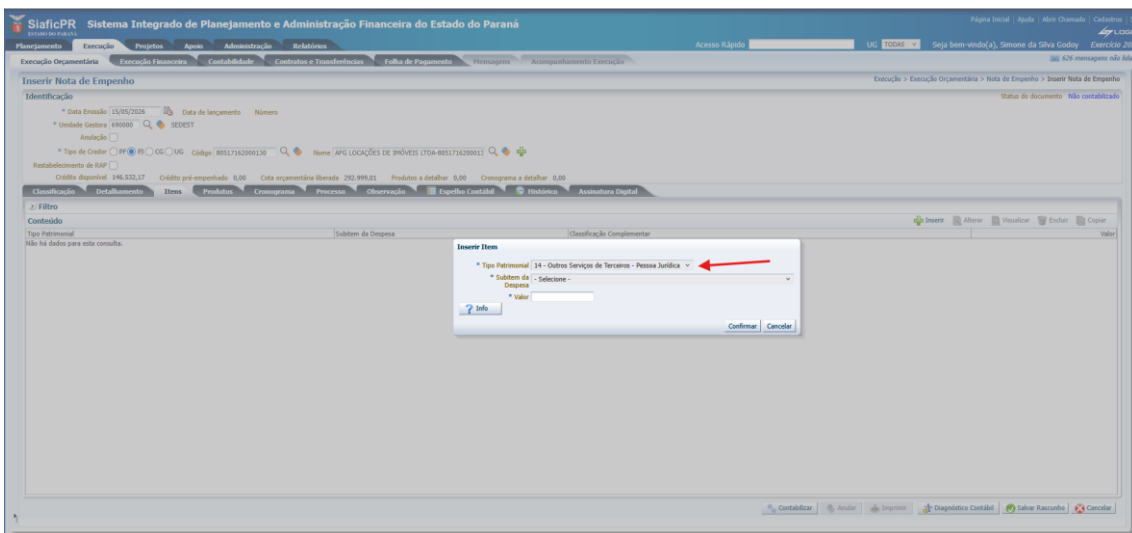 SiaficPR Sistema Integrado de Planejamento e Administração Financeira do Estado do Paraná
ESTADO DO PARANÁ
Página Inicial Ajuda Abrir Chamado Cadastros
Planejamento Execução Projetos Apoio Administração Relatórios Acesso Rápido UG TODAS Seja bem-vindo(a), Simone da Silva Godoy Exercício 20
Execução Orçamentária Execução Financeira Contabilidade Contratos e Transferências Folha de Pagamento Mensagens Acompanhamento Execução 626 mensagens não lida
Inserir Nota de Empenho Execução > Execução Orçamentária > Nota de Empenho > Inserir Nota de Empenho
Identificação Status do documento Não contabilizado
* Data Emissão 15/05/2026 Data de lançamento Número
* Unidade Gestora 690000 SEDEST
Anulação
* Tipo de Credor PF PJ CG UG Código 80517162000130 Nome APG LOCAÇÕES DE IMÓVEIS LTDA-8051716200013
Restabelecimento de RAP
Crédito disponível 146.532,17 Crédito pré-empenhado 0,00 Cota orçamentária liberada 292.999,01 Produtos a detalhar 0,00 Cronograma a detalhar 0,00
Classificação Detalhamento Itens Produtos Cronograma Processo Observação Espelho Contábil Histórico Assinatura Digital
Filtro
Conteúdo Inserir Alterar Visualizar Excluir Copiar
Tipo Patrimonial Subitem da Despesa Classificação Complementar Valor
Não há dados para esta consulta.
Inserir Item
* Tipo Patrimonial 14 - Outros Serviços de Terceiros - Pessoa Jurídica
* Subitem da Despesa - Selecione -
* Valor
? Info
Confirmar Cancelar
Contabilizar Anular Imprimir Diagnóstico Contábil Salvar Rascunho Cancelar